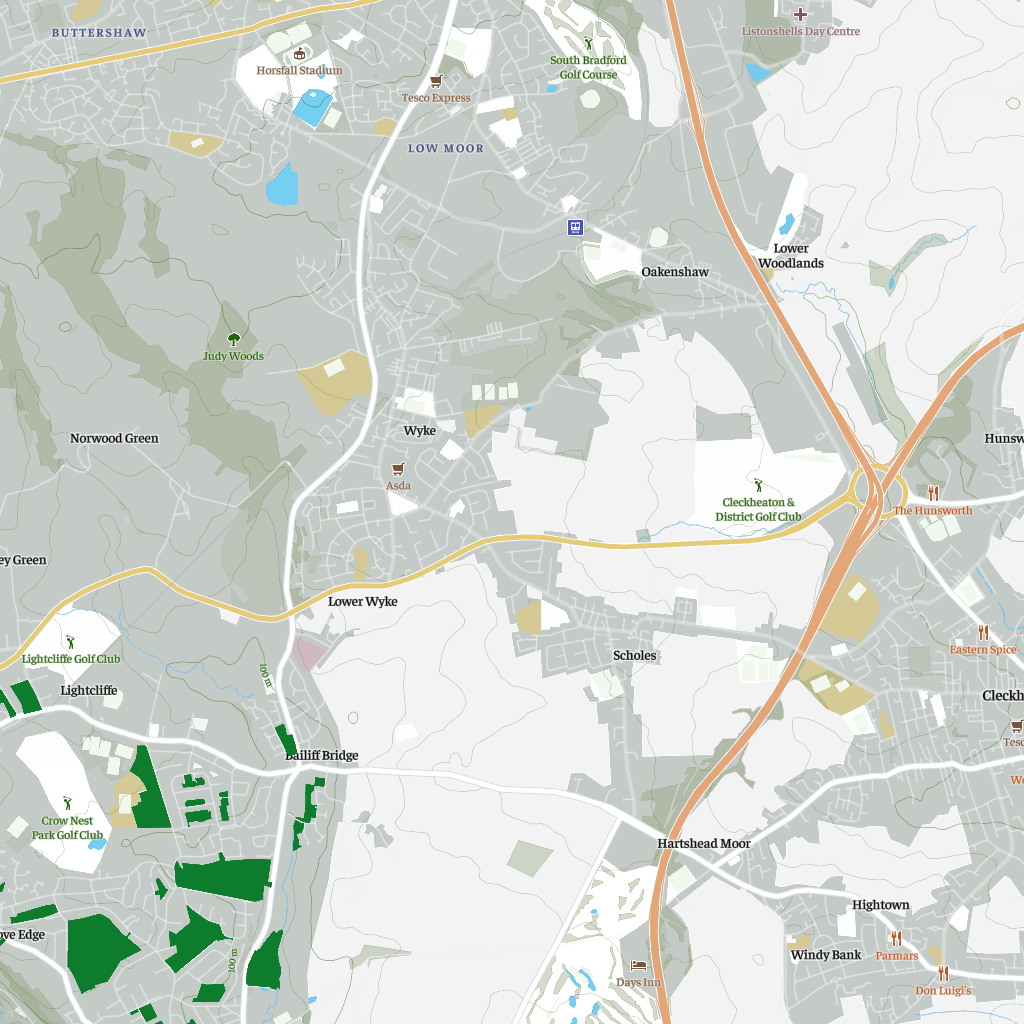 BUTTERSHAW
Horsfall Stadium
Tesco Express
South Bradford
Golf Course
Listonshells Day Centre
LOW MOOR
Lower
Woodlands
Oakenshaw
Judy Woods
Norwood Green
Wyke
Asda
Cleckheaton &
District Golf Club
Hunsw
The Hunsworth
ey Green
Lower Wyke
Lightcliffe Golf Club
Lightcliffe
100 m
Scholes
Eastern Spice
Cleckh
Tesc
Bailiff Bridge
Wo
Crow Nest
Park Golf Club
Hartshead Moor
Hightown
ove Edge
100 m
Days Inn
Windy Bank
Parmars
Don Luigi's